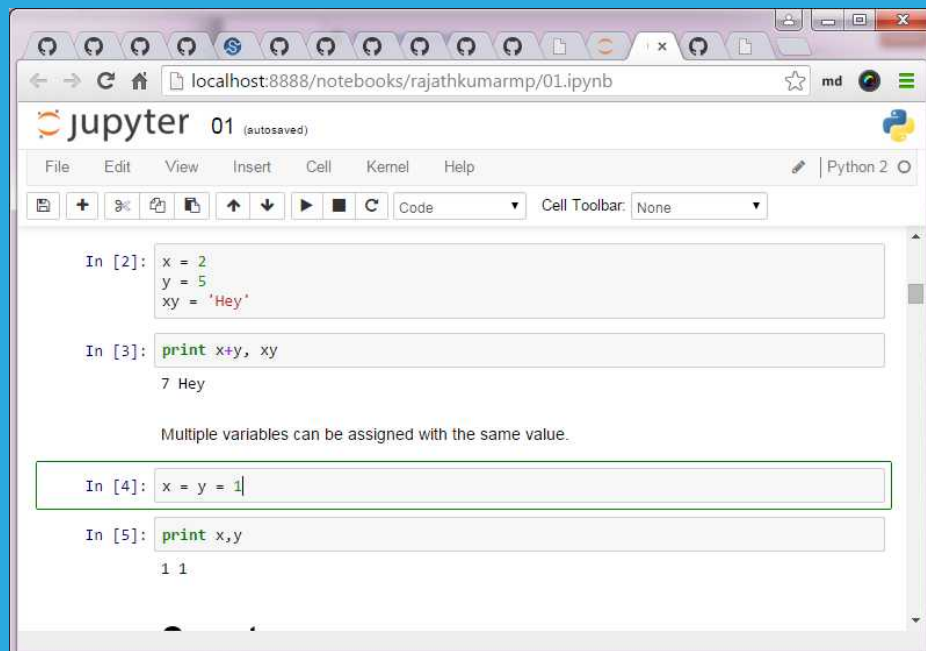 localhost:8888/notebooks/rajathkumarmp/01.ipynb
md
jupyter 01 (autosaved)
File Edit View Insert Cell Kernel Help
Python 2
Code
Cell Toolbar: None
In [2]: x = 2
y = 5
xy = 'Hey'
In [3]: print x+y, xy
7 Hey
Multiple variables can be assigned with the same value.
In [4]: x = y = 1
In [5]: print x,y
1 1